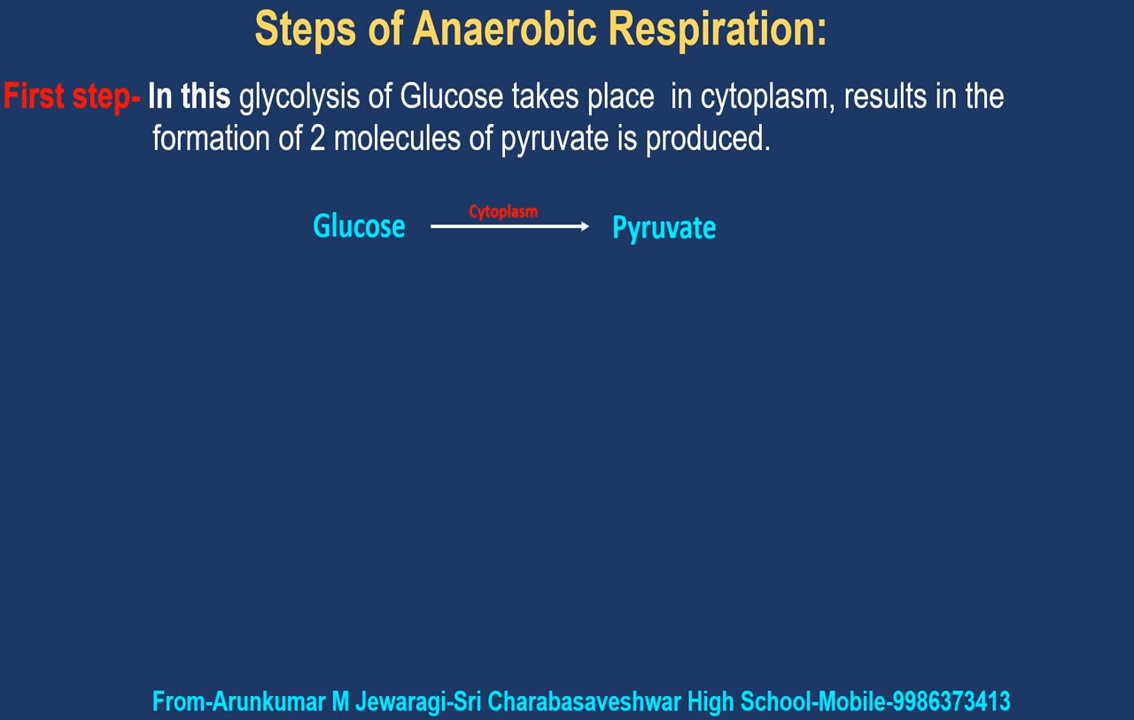 Steps of Anaerobic Respiration:
First step- In this glycolysis of Glucose takes place in cytoplasm, results in the
formation of 2 molecules of pyruvate is produced.
Cytoplasm
Glucose Pyruvate
From-Arunkumar M Jewaragi-Sri Charabasaveshwar High School-Mobile-9986373413